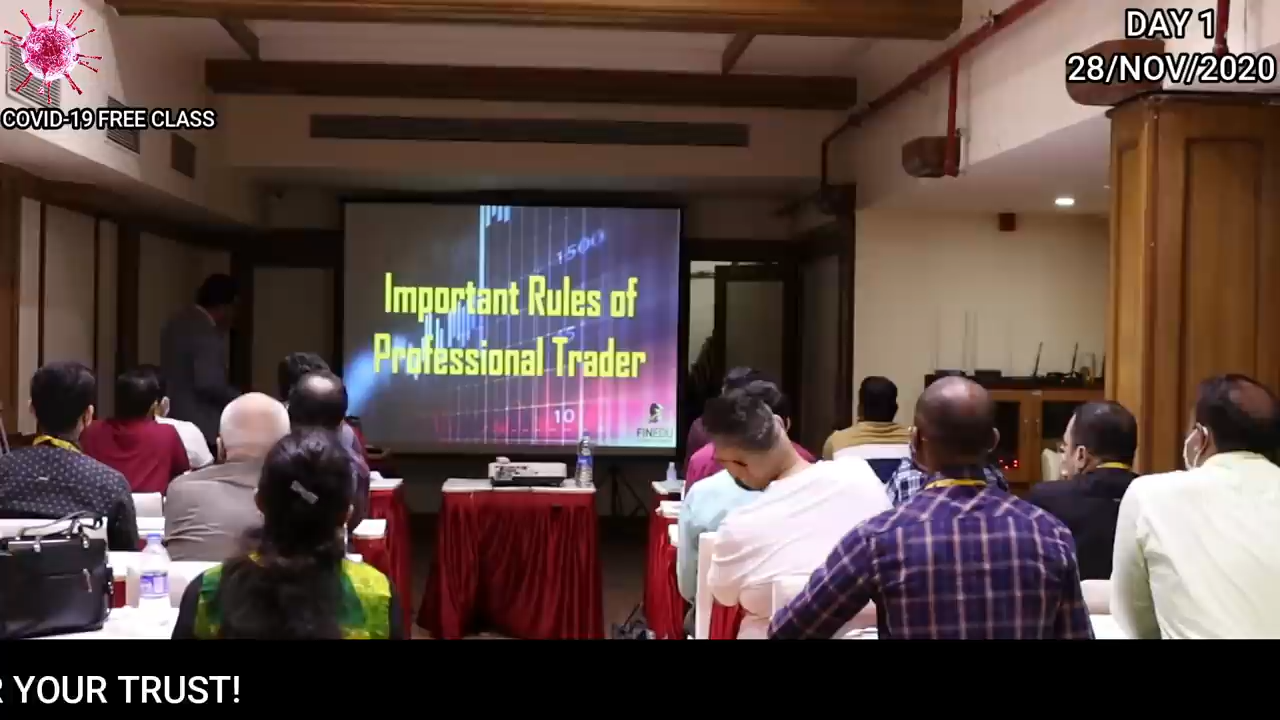 DAY 1
28/NOV/2020
COVID-19 FREE CLASS
1500
Important Rules of
Professional Trader
10
FINEDU
R YOUR TRUST!